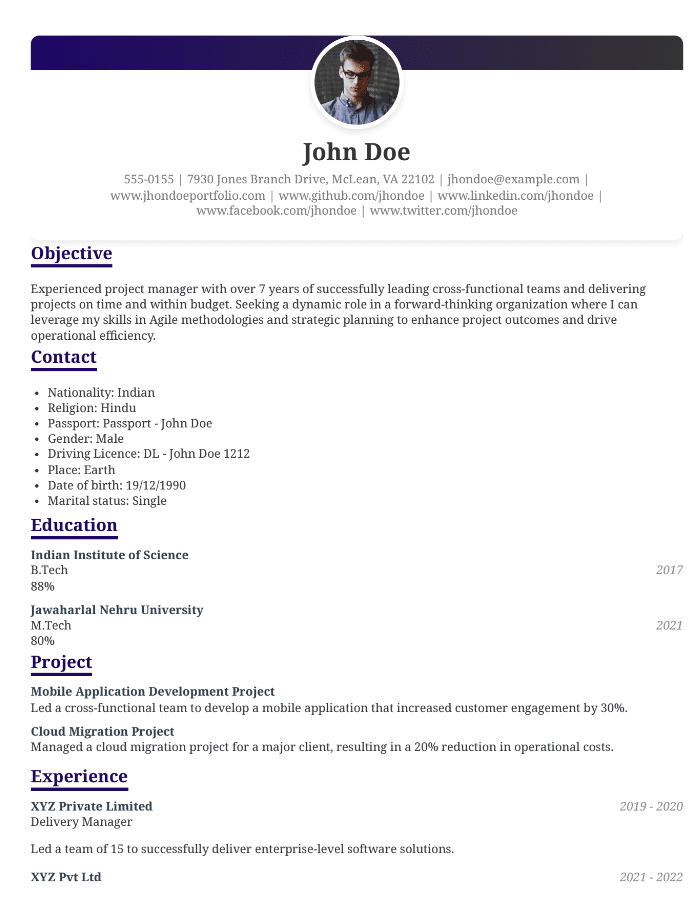 John Doe
555-0155 | 7930 Jones Branch Drive, McLean, VA 22102 | jhondoe@example.com |
www.jhondoeportfolio.com | www.github.com/jhondoe | www.linkedin.com/jhondoe |
www.facebook.com/jhondoe | www.twitter.com/jhondoe
Objective
Experienced project manager with over 7 years of successfully leading cross-functional teams and delivering
projects on time and within budget. Seeking a dynamic role in a forward-thinking organization where I can
leverage my skills in Agile methodologies and strategic planning to enhance project outcomes and drive
operational efficiency.
Contact
• Nationality: Indian
• Religion: Hindu
• Passport: Passport - John Doe
• Gender: Male
• Driving Licence: DL - John Doe 1212
• Place: Earth
• Date of birth: 19/12/1990
• Marital status: Single
Education
Indian Institute of Science
B.Tech 2017
88%
Jawaharlal Nehru University
M.Tech 2021
80%
Project
Mobile Application Development Project
Led a cross-functional team to develop a mobile application that increased customer engagement by 30%.
Cloud Migration Project
Managed a cloud migration project for a major client, resulting in a 20% reduction in operational costs.
Experience
XYZ Private Limited 2019 - 2020
Delivery Manager
Led a team of 15 to successfully deliver enterprise-level software solutions.
XYZ Pvt Ltd 2021 - 2022